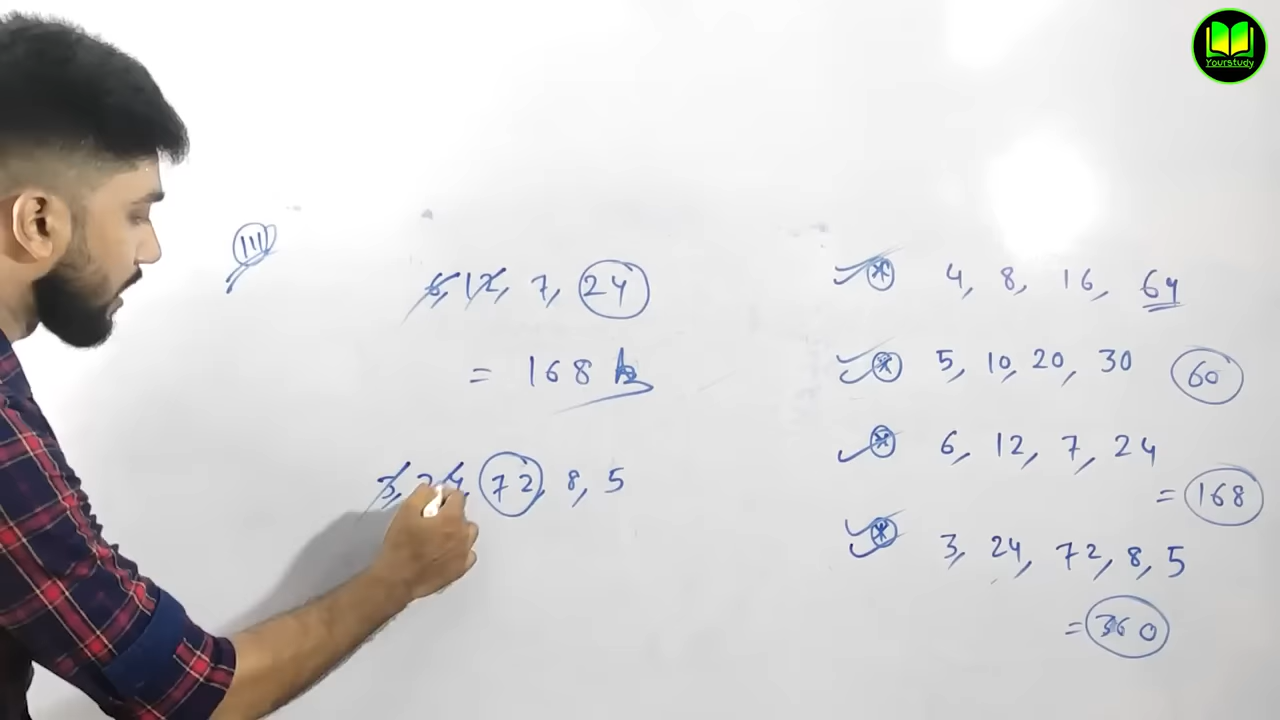 Yourstudy
111
6, 12, 7, 24
= 168
3, 24, 72, 8, 5
* 4, 8, 16, 64
* 5, 10, 20, 30 60
* 6, 12, 7, 24
= 168
* 3, 24, 72, 8, 5
= 360